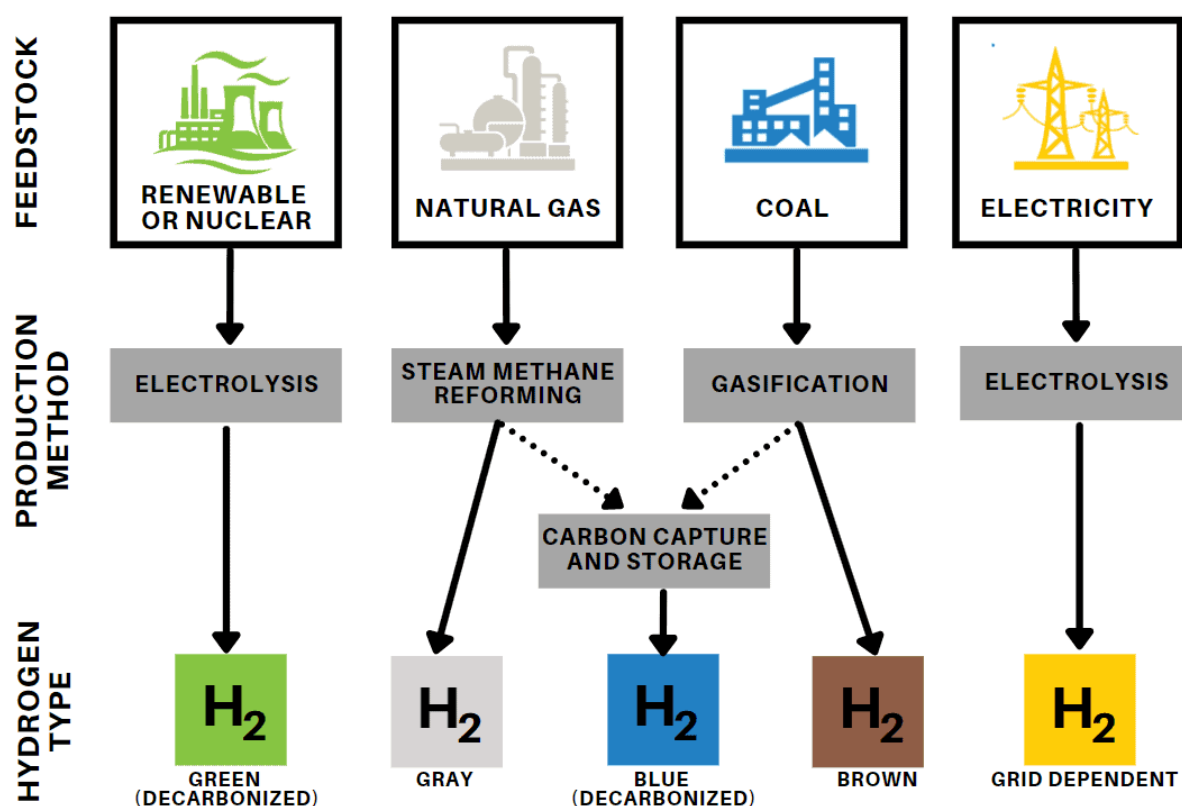 FEEDSTOCK
RENEWABLE
OR NUCLEAR
NATURAL GAS
COAL
ELECTRICITY
PRODUCTION
METHOD
ELECTROLYSIS
STEAM METHANE
REFORMING
GASIFICATION
ELECTROLYSIS
CARBON CAPTURE
AND STORAGE
HYDROGEN
TYPE
H2
GREEN
(DECARBONIZED)
H2
GRAY
H2
BLUE
(DECARBONIZED)
H2
BROWN
H2
GRID DEPENDENT